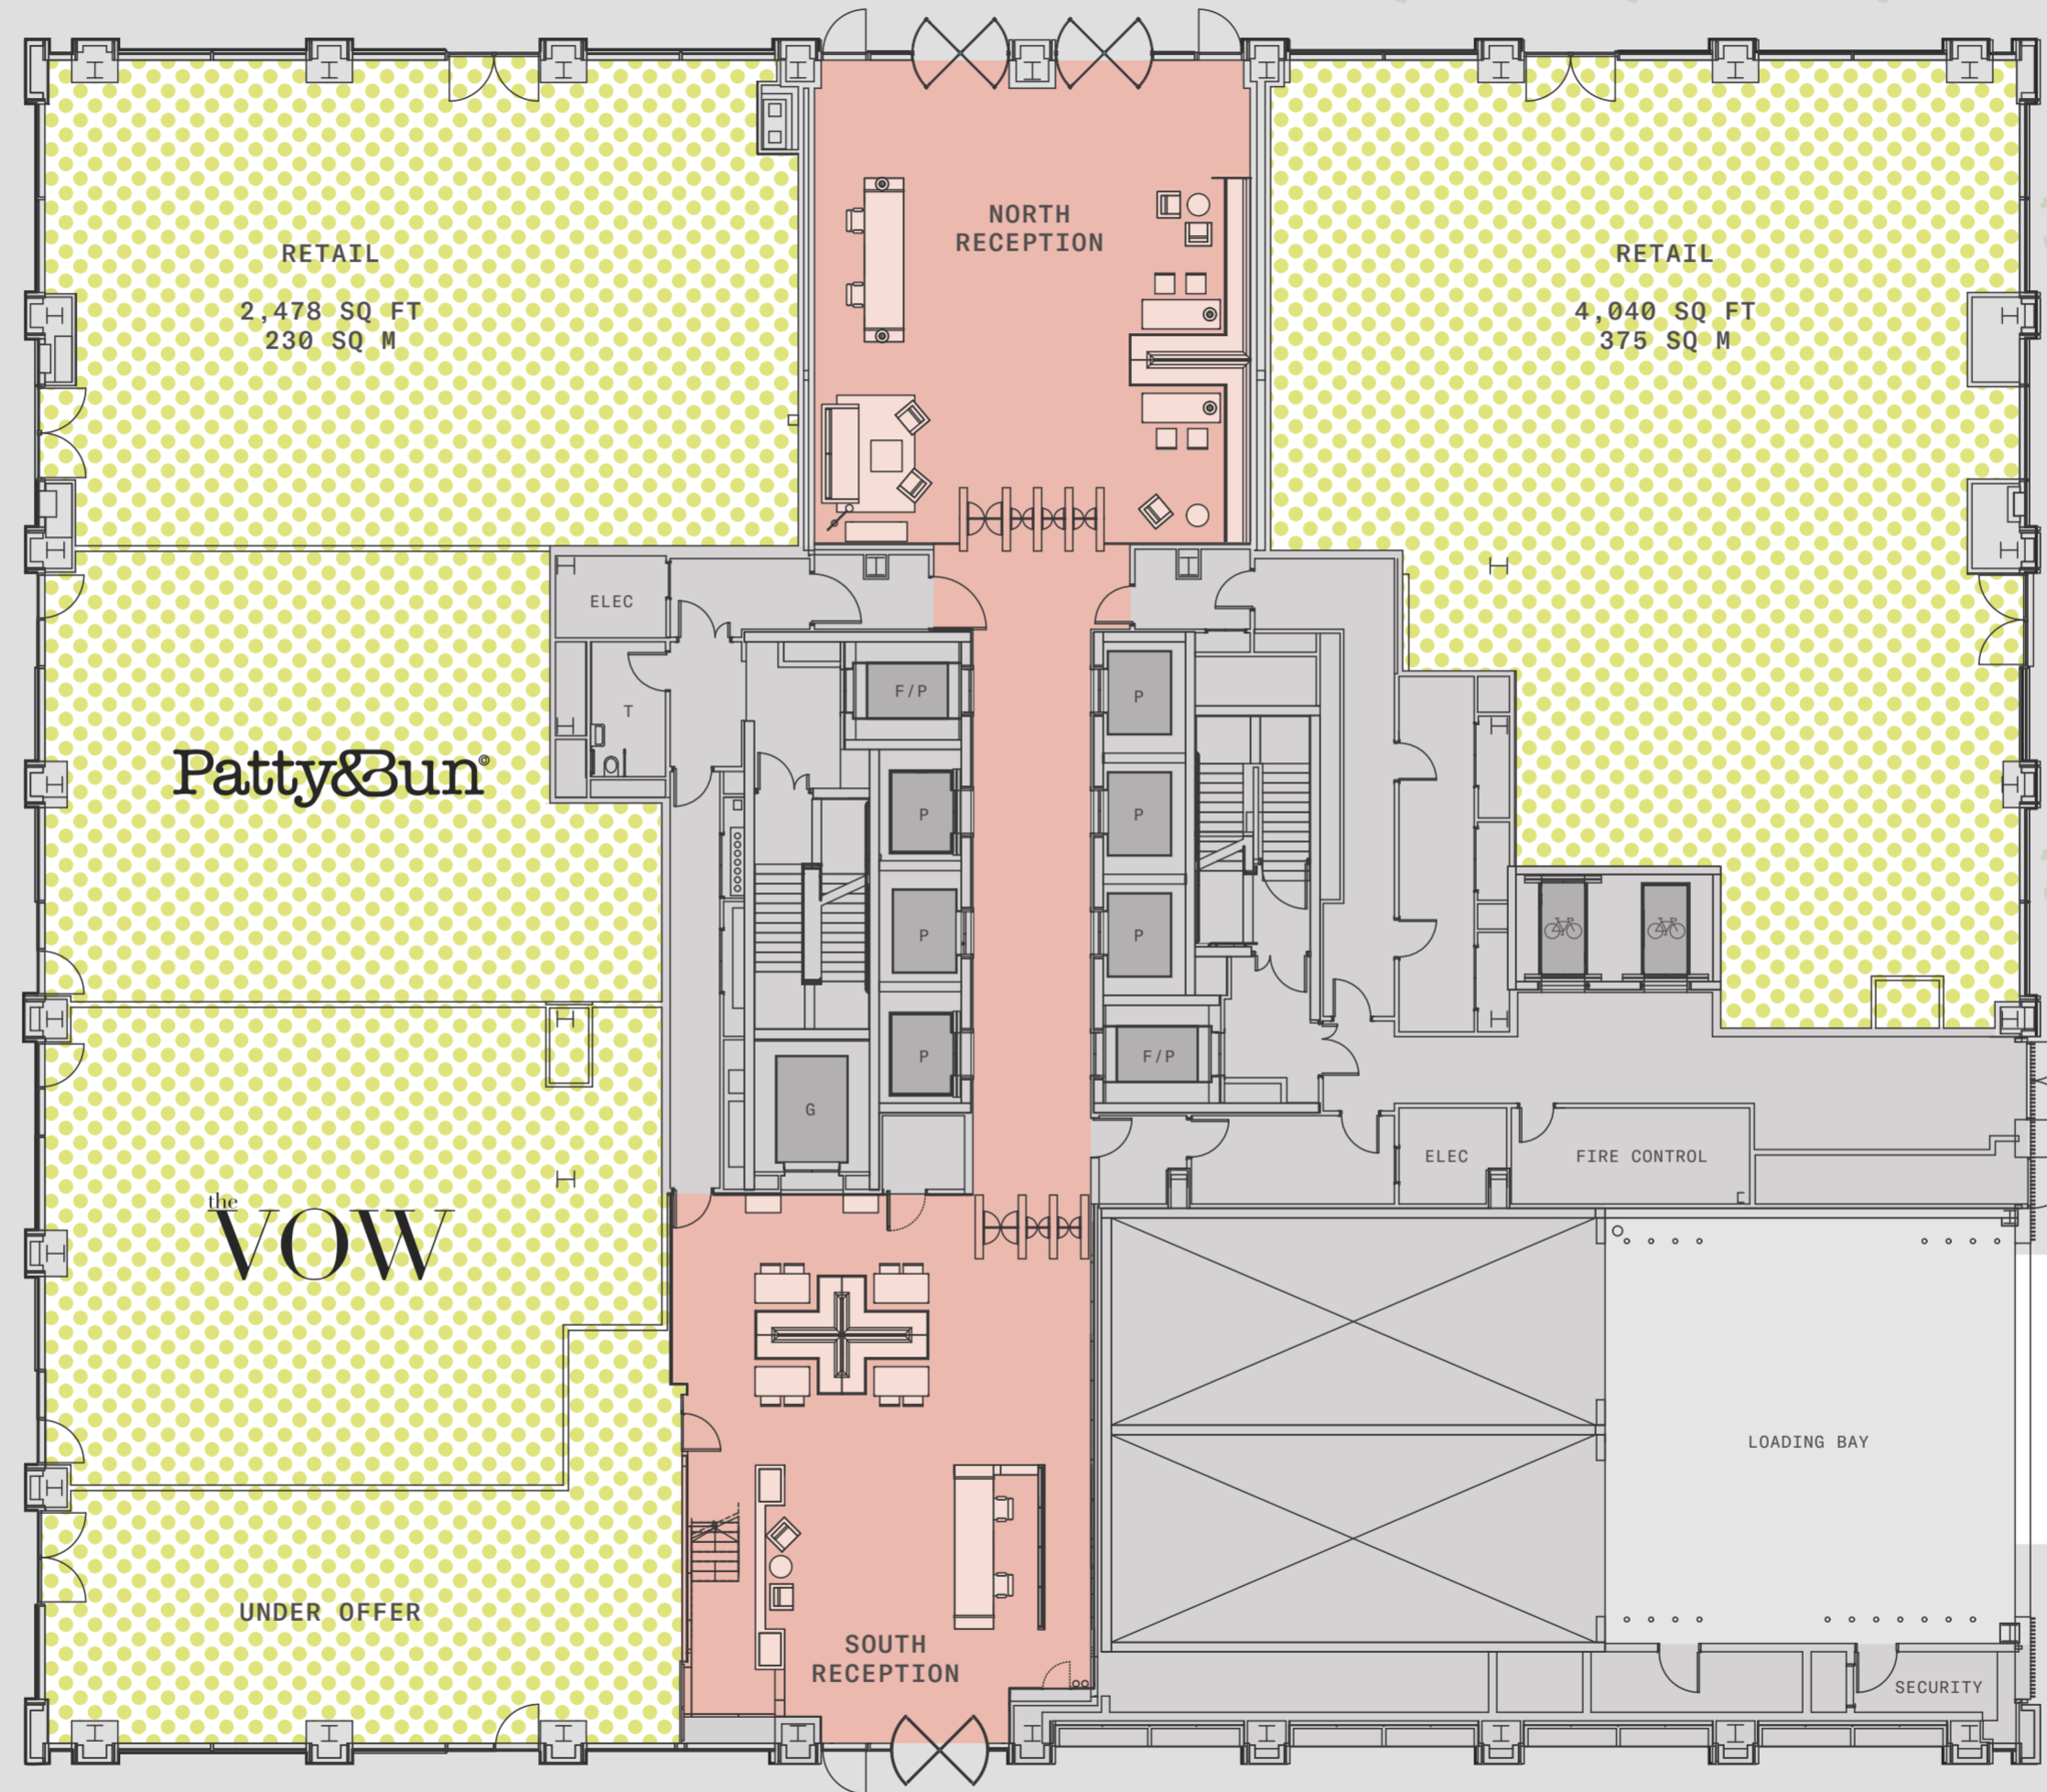 NORTH
RECEPTION
RETAIL
2,478 SQ FT
230 SQ M
RETAIL
4,040 SQ FT
375 SQ M
ELEC
T
F/P
P
Patty&Bun®
P
P
P
P
P
P
G
F/P
ELEC
FIRE CONTROL
the
VOW
LOADING BAY
UNDER OFFER
SOUTH
RECEPTION
SECURITY